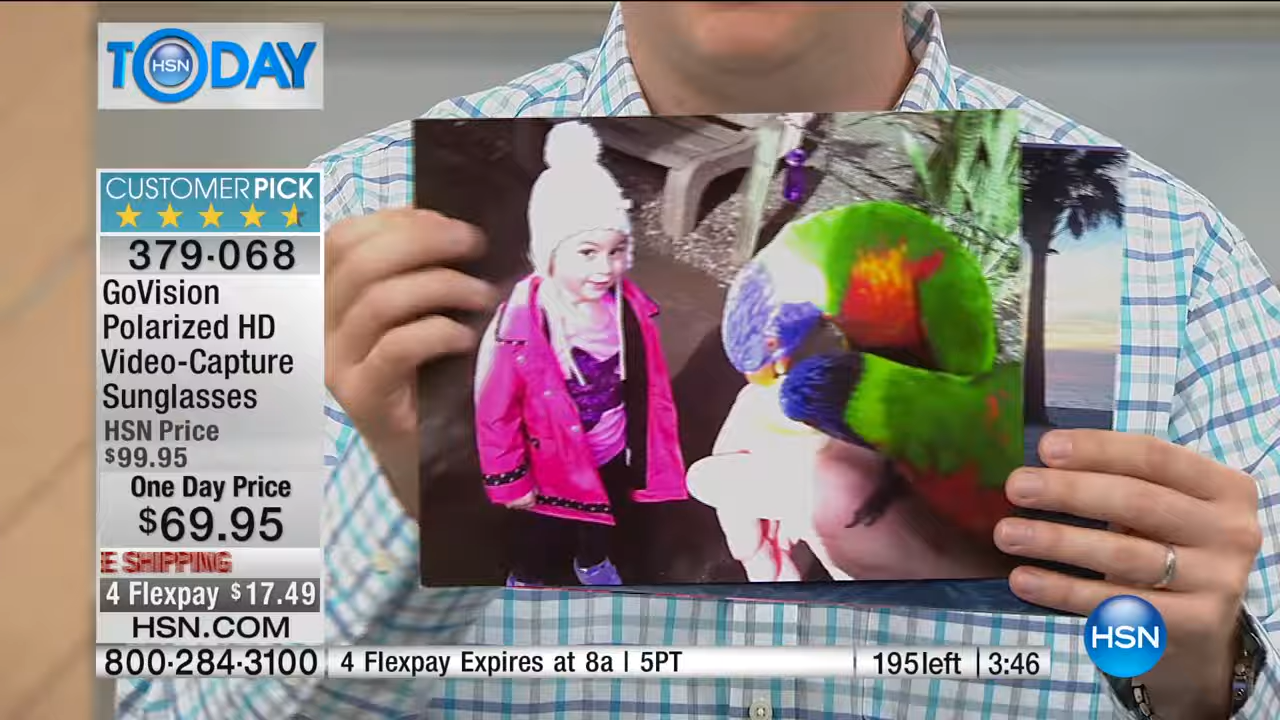 TODAY
HSN
CUSTOMER PICK
379·068
GoVision
Polarized HD
Video-Capture
Sunglasses
HSN Price
$99.95
One Day Price
$69.95
E SHIPPING
4 Flexpay $17.49
HSN.COM
800·284·3100
4 Flexpay Expires at 8a | 5PT
195left | 3:46
HSN